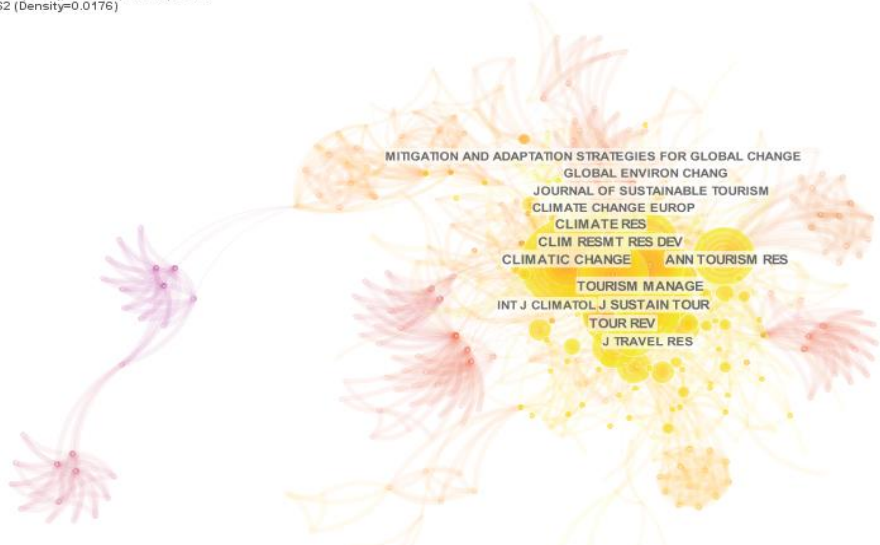 S2 (Density=0.0176)
MITIGATION AND ADAPTATION STRATEGIES FOR GLOBAL CHANGE
GLOBAL ENVIRON CHANG
JOURNAL OF SUSTAINABLE TOURISM
CLIMATE CHANGE EUROP
CLIMATE RES
CLIM RESMT RES DEV
CLIMATIC CHANGE ANN TOURISM RES
TOURISM MANAGE
INT J CLIMATOL J SUSTAIN TOUR
TOUR REV
J TRAVEL RES